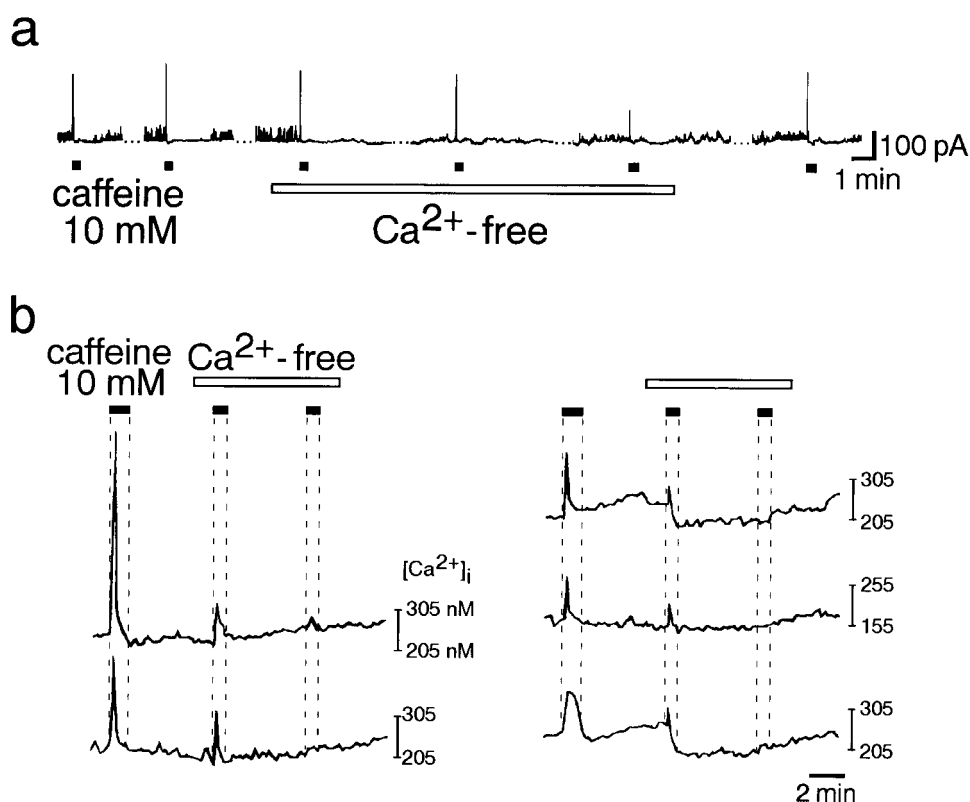 a
100 pA
1 min
caffeine
10 mM
Ca2+-free
b
caffeine
10 mM
Ca2+-free
[Ca2+]i
305 nM
205 nM
305
205
305
205
255
155
305
205
2 min